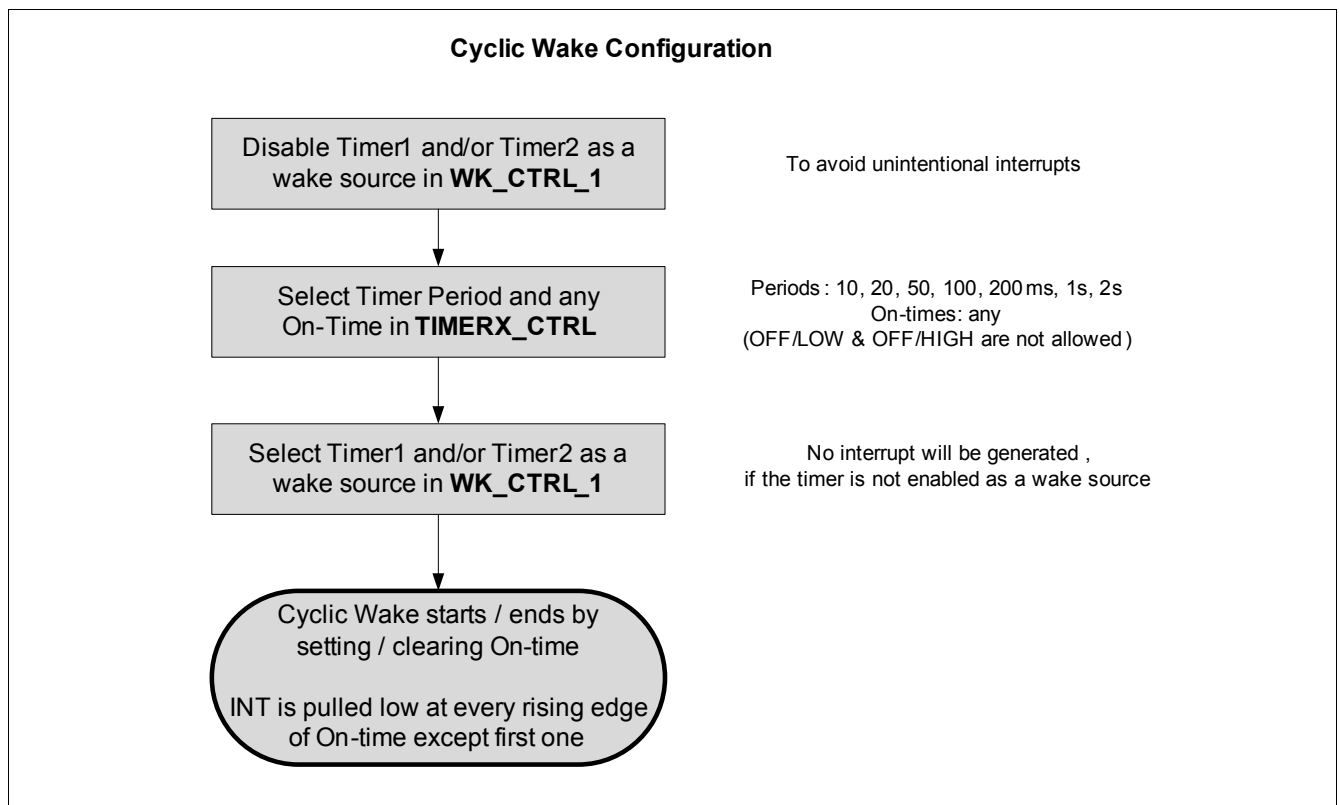 Cyclic Wake Configuration
Disable Timer1 and/or Timer2 as a
wake source in WK_CTRL_1
To avoid unintentional interrupts
Select Timer Period and any
On-Time in TIMERX_CTRL
Periods : 10, 20, 50, 100, 200ms, 1s, 2s
On-times: any
(OFF/LOW & OFF/HIGH are not allowed )
Select Timer1 and/or Timer2 as a
wake source in WK_CTRL_1
No interrupt will be generated ,
if the timer is not enabled as a wake source
Cyclic Wake starts / ends by
setting / clearing On-time
INT is pulled low at every rising edge
of On-time except first one